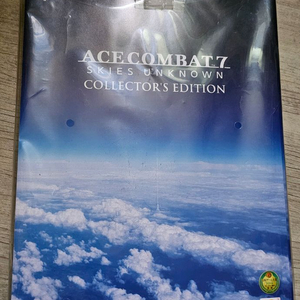 ACE COMBAT 7
SKIES UNKNOWN
COLLECTOR'S EDITION